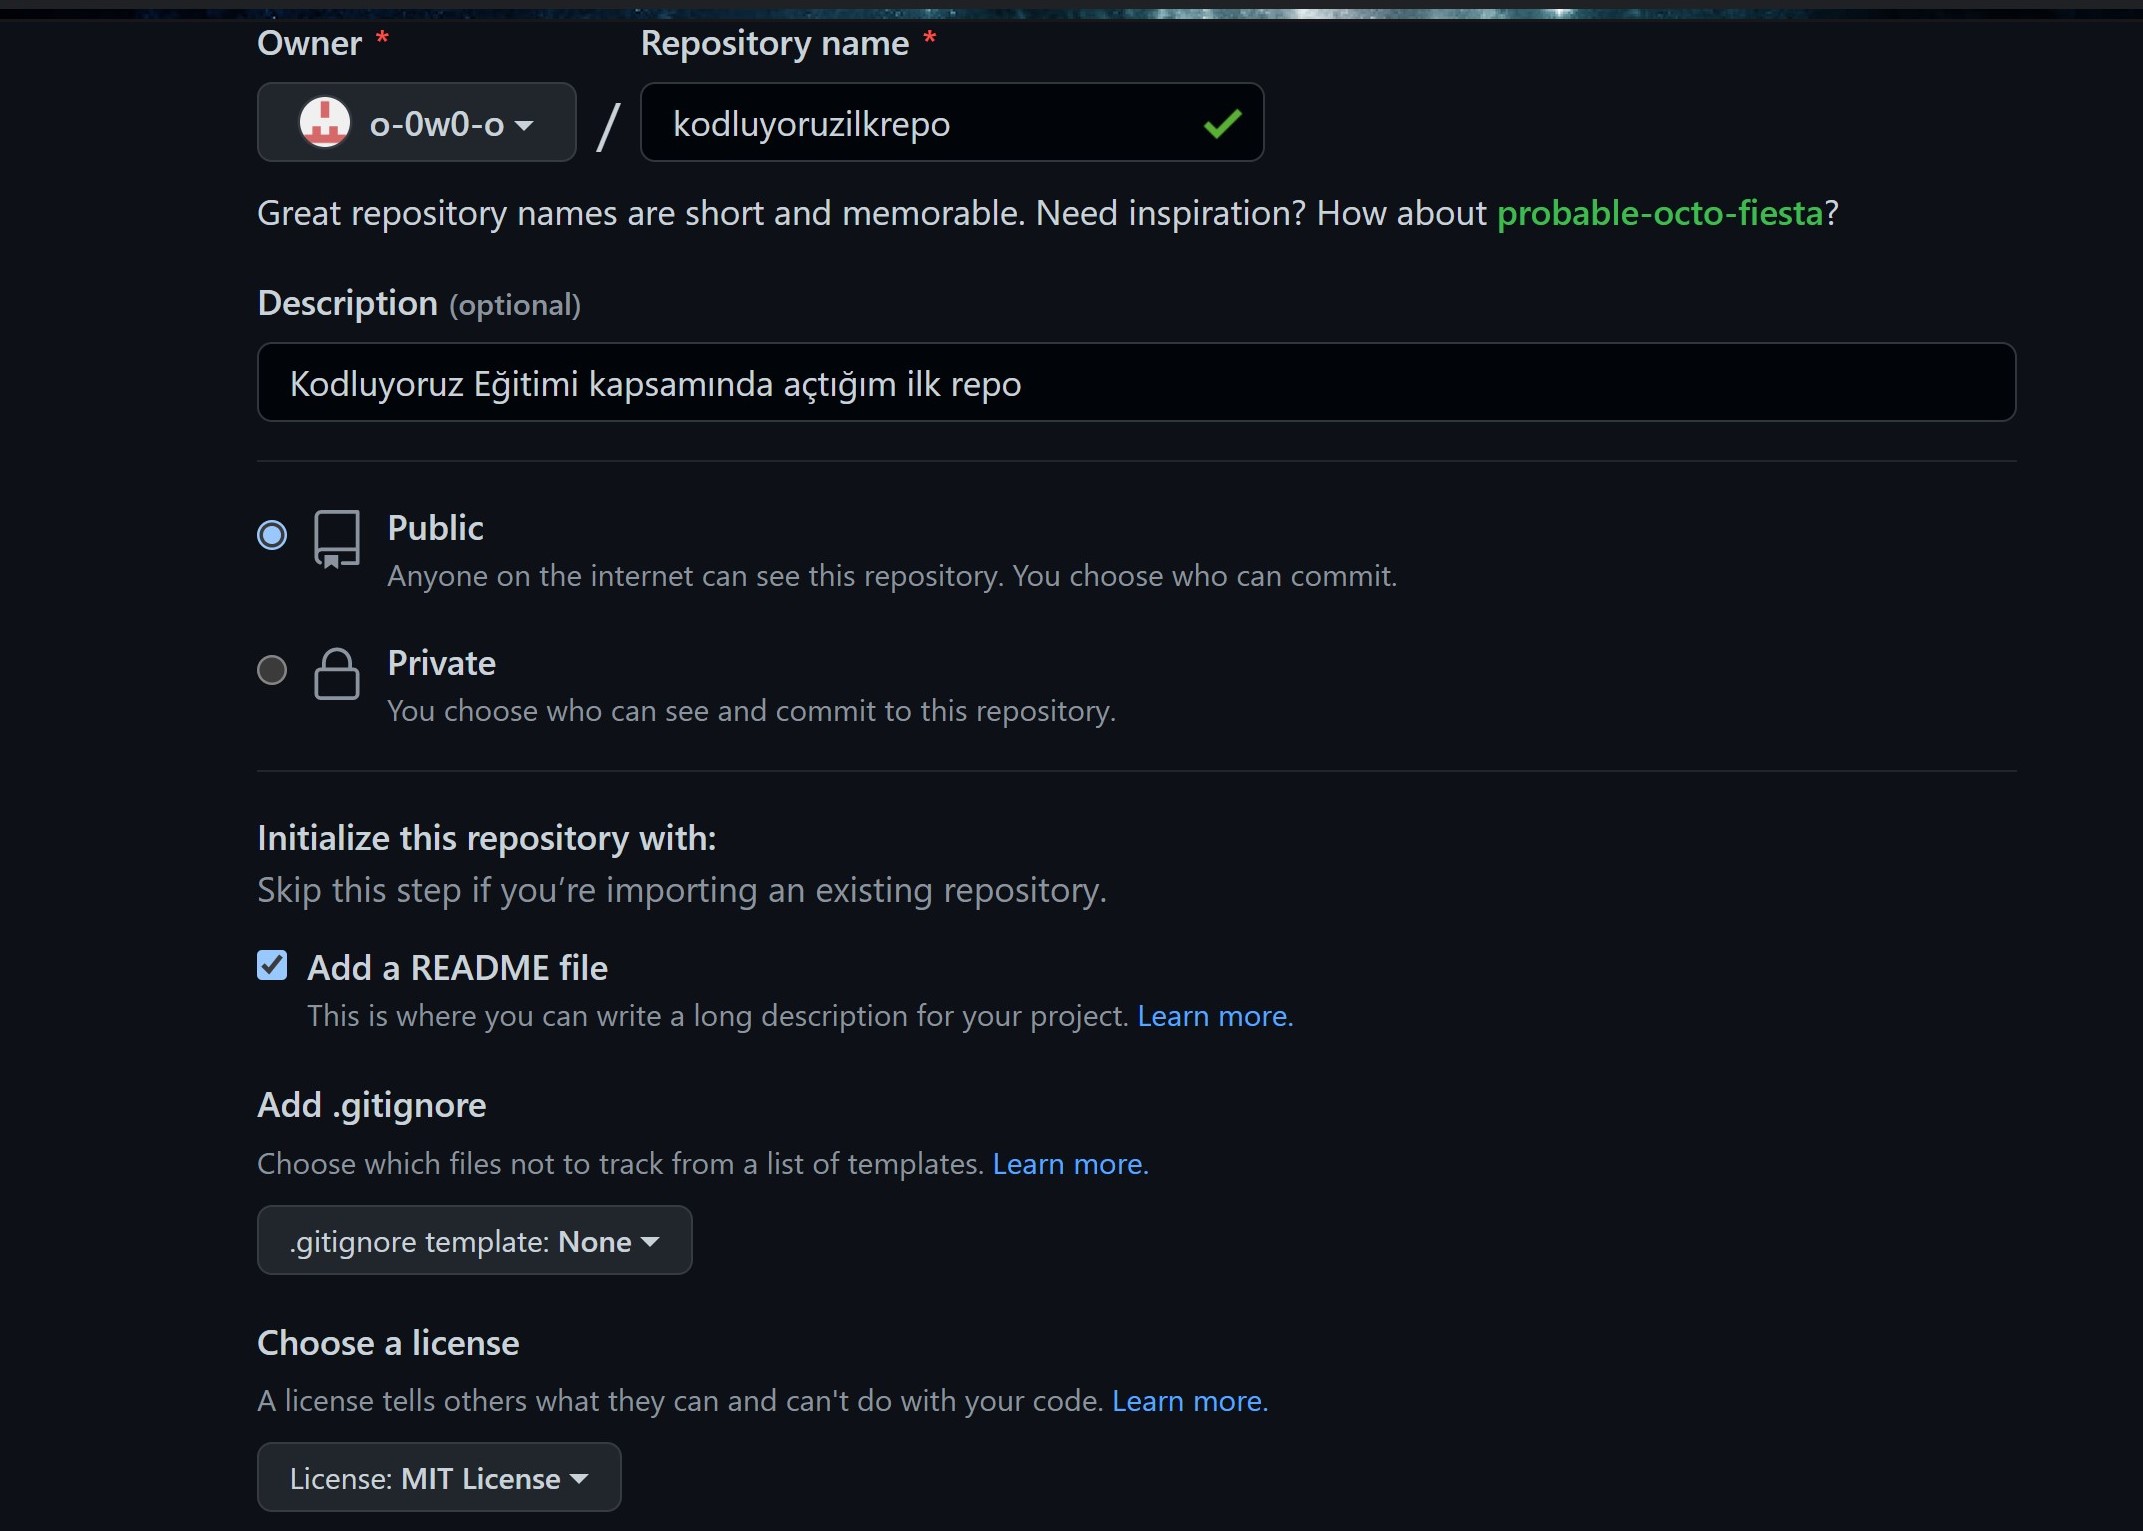 Owner * Repository name *
o-0w0-o / kodluyoruzilkrepo
Great repository names are short and memorable. Need inspiration? How about probable-octo-fiesta?
Description (optional)
Kodluyoruz Eğitimi kapsamında açtığım ilk repo
Public
Anyone on the internet can see this repository. You choose who can commit.
Private
You choose who can see and commit to this repository.
Initialize this repository with:
Skip this step if you’re importing an existing repository.
Add a README file
This is where you can write a long description for your project. Learn more.
Add .gitignore
Choose which files not to track from a list of templates. Learn more.
.gitignore template: None
Choose a license
A license tells others what they can and can't do with your code. Learn more.
License: MIT License